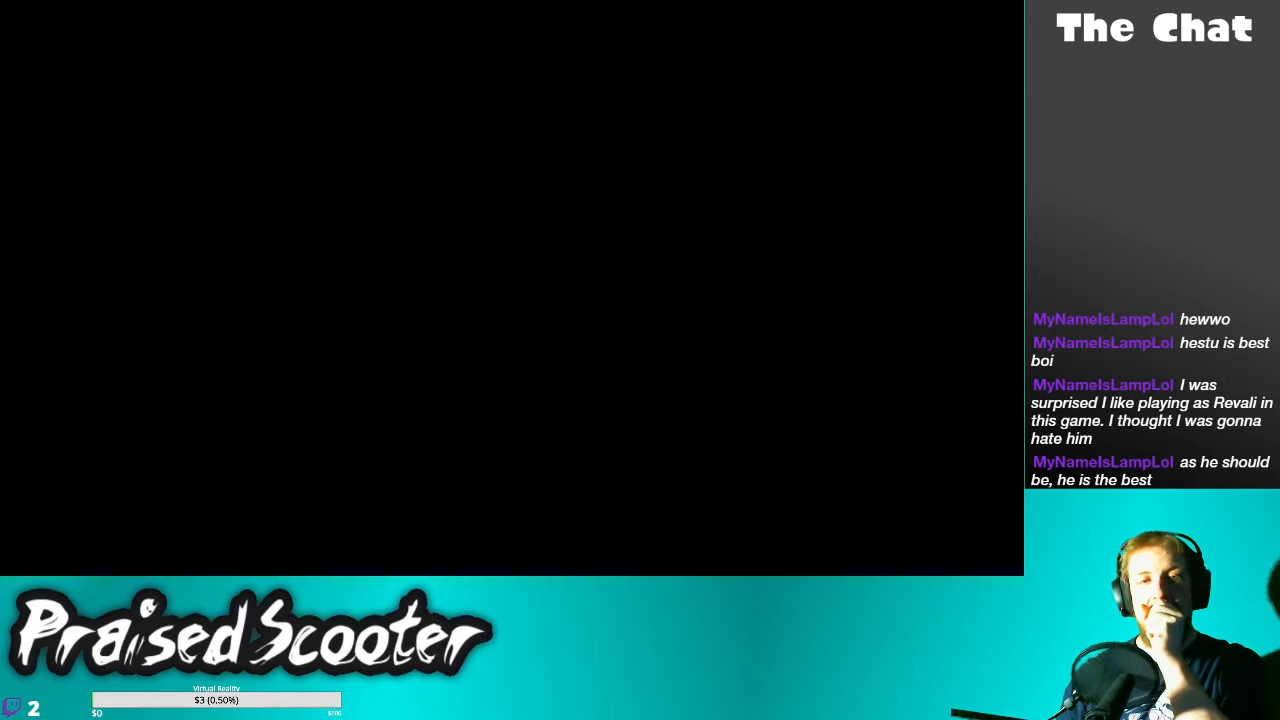 The Chat
MyNameIsLampLol hewwo
MyNameIsLampLol hestu is best
boi
MyNameIsLampLol I was
surprised I like playing as Revali in
this game. I thought I was gonna
hate him
MyNameIsLampLol as he should
be, he is the best
PraisedScooter
Virtual Reality
$3 (0.50%)
2
$0